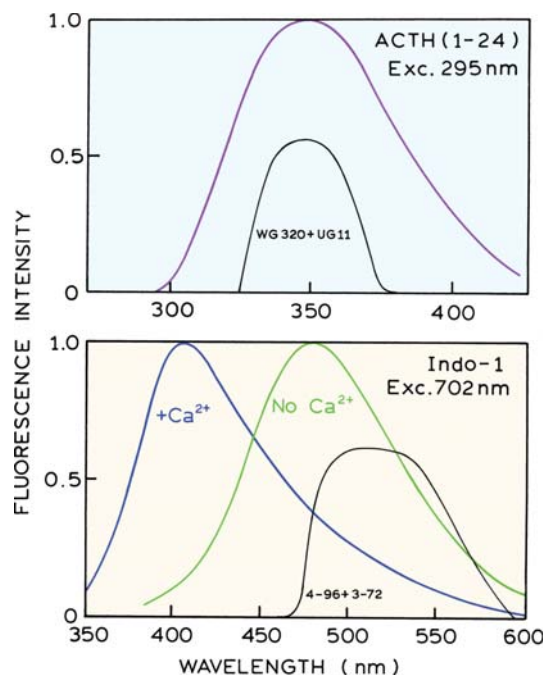 FLUORESCENCE INTENSITY
1.0
0.5
0
ACTH (1-24)
Exc. 295 nm
WG 320 + UG 11
300 350 400
1.0
0.5
0
+Ca²⁺
No Ca²⁺
Indo-1
Exc. 702 nm
4-96+3-72
350 400 450 500 550 600
WAVELENGTH (nm)